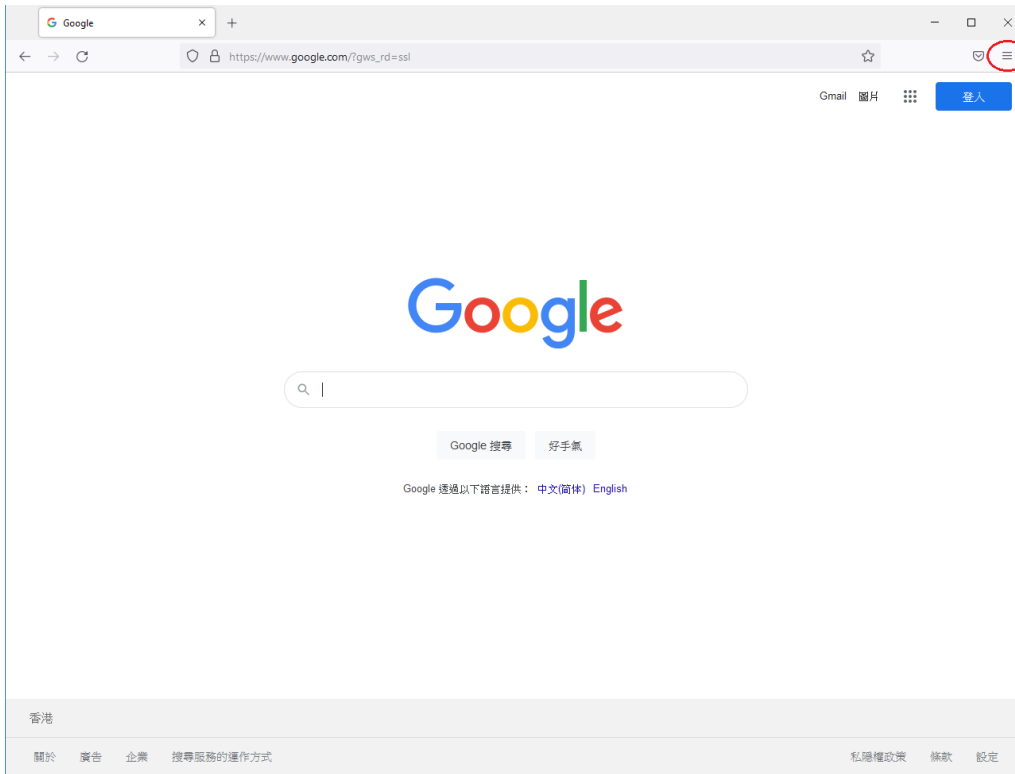 Google
https://www.google.com/?gws_rd=ssl
Gmail 圖片 登入
Google
Google 搜尋 好手氣
Google 透過以下語言提供： 中文(简体) English
香港
關於 廣告 企業 搜尋服務的運作方式 私隱權政策 條款 設定